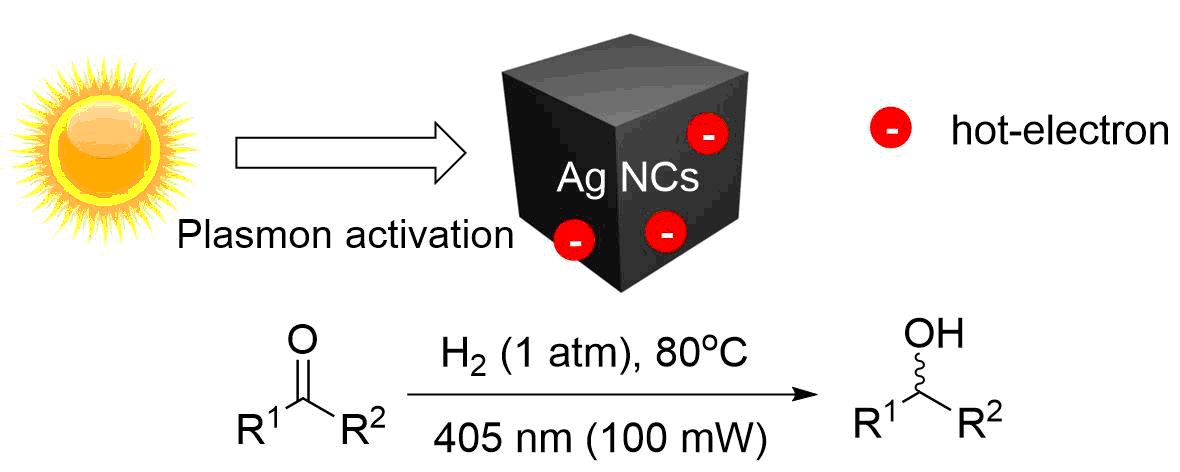 hot-electron
Ag NCs
Plasmon activation
-
-
-
-
O
R¹ R²
H₂ (1 atm), 80ºC
405 nm (100 mW)
OH
R¹ R²